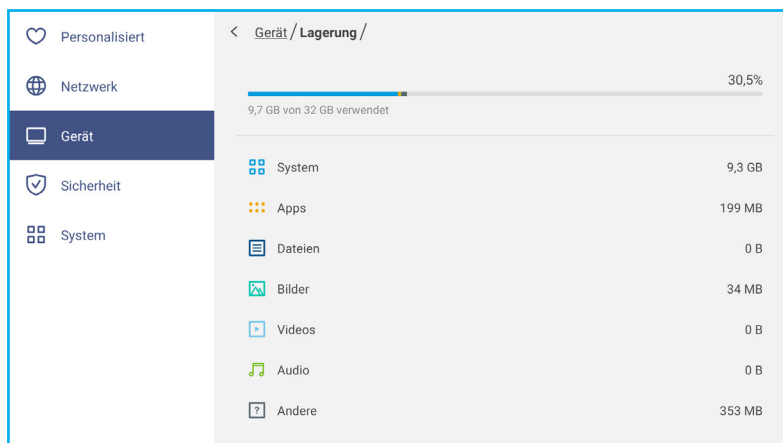 Personalisiert
Netzwerk
Gerät
Sicherheit
System
Gerät / Lagerung /
30,5%
9,7 GB von 32 GB verwendet
System 9,3 GB
Apps 199 MB
Dateien 0 B
Bilder 34 MB
Videos 0 B
Audio 0 B
Andere 353 MB